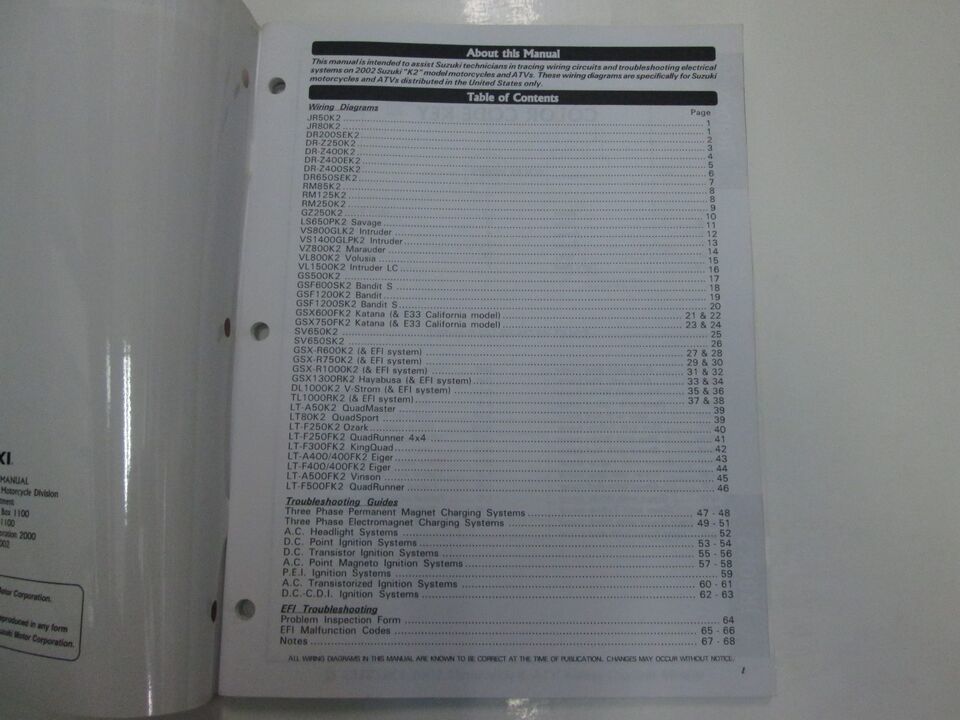 XI
MANUAL
Motorcycle Division
Box 1100
1100
oration 2000
002
otor Corporation.
eproduced in any form
zuki Motor Corporation.
About this Manual
This manual is intended to assist Suzuki technicians in tracing wiring circuits and troubleshooting electrical
systems on 2002 Suzuki "K2" model motorcycles and ATVs. These wiring diagrams are specifically for Suzuki
motorcycles and ATVs distributed in the United States only.
Table of Contents
Wiring Diagrams Page
JR50K2 1
JR80K2 1
DR200SEK2 2
DR-Z250K2 3
DR-Z400K2 4
DR-Z400EK2 5
DR-Z400SK2 6
DR650SEK2 7
RM85K2 8
RM125K2 8
RM250K2 9
GZ250K2 10
LS650PK2 Savage 11
VS800GLK2 Intruder 12
VS1400GLPK2 Intruder 13
VZ800K2 Marauder 14
VL800K2 Volusia 15
VL1500K2 Intruder LC 16
GS500K2 17
GSF600SK2 Bandit S 18
GSF1200K2 Bandit 19
GSF1200SK2 Bandit S 20
GSX600FK2 Katana (& E33 California model) 21 & 22
GSX750FK2 Katana (& E33 California model) 23 & 24
SV650K2 25
SV650SK2 26
GSX-R600K2 (& EFI system) 27 & 28
GSX-R750K2 (& EFI system) 29 & 30
GSX-R1000K2 (& EFI system) 31 & 32
GSX1300RK2 Hayabusa (& EFI system) 33 & 34
DL1000K2 V-Strom (& EFI system) 35 & 36
TL1000RK2 (& EFI system) 37 & 38
LT-A50K2 QuadMaster 39
LT80K2 QuadSport 39
LT-F250K2 Ozark 40
LT-F250FK2 QuadRunner 4x4 41
LT-F300FK2 KingQuad 42
LT-A400/400FK2 Eiger 43
LT-F400/400FK2 Eiger 44
LT-A500FK2 Vinson 45
LT-F500FK2 QuadRunner 46
Troubleshooting Guides
Three Phase Permanent Magnet Charging Systems 47 - 48
Three Phase Electromagnet Charging Systems 49 - 51
A.C. Headlight Systems 52
D.C. Point Ignition Systems 53 - 54
D.C. Transistor Ignition Systems 55 - 56
A.C. Point Magneto Ignition Systems 57 - 58
P.E.I. Ignition Systems 59
A.C. Transistorized Ignition Systems 60 - 61
D.C.-C.D.I. Ignition Systems 62 - 63
EFI Troubleshooting
Problem Inspection Form 64
EFI Malfunction Codes 65 - 66
Notes 67 - 68
ALL WIRING DIAGRAMS IN THIS MANUAL ARE KNOWN TO BE CORRECT AT THE TIME OF PUBLICATION. CHANGES MAY OCCUR WITHOUT NOTICE.